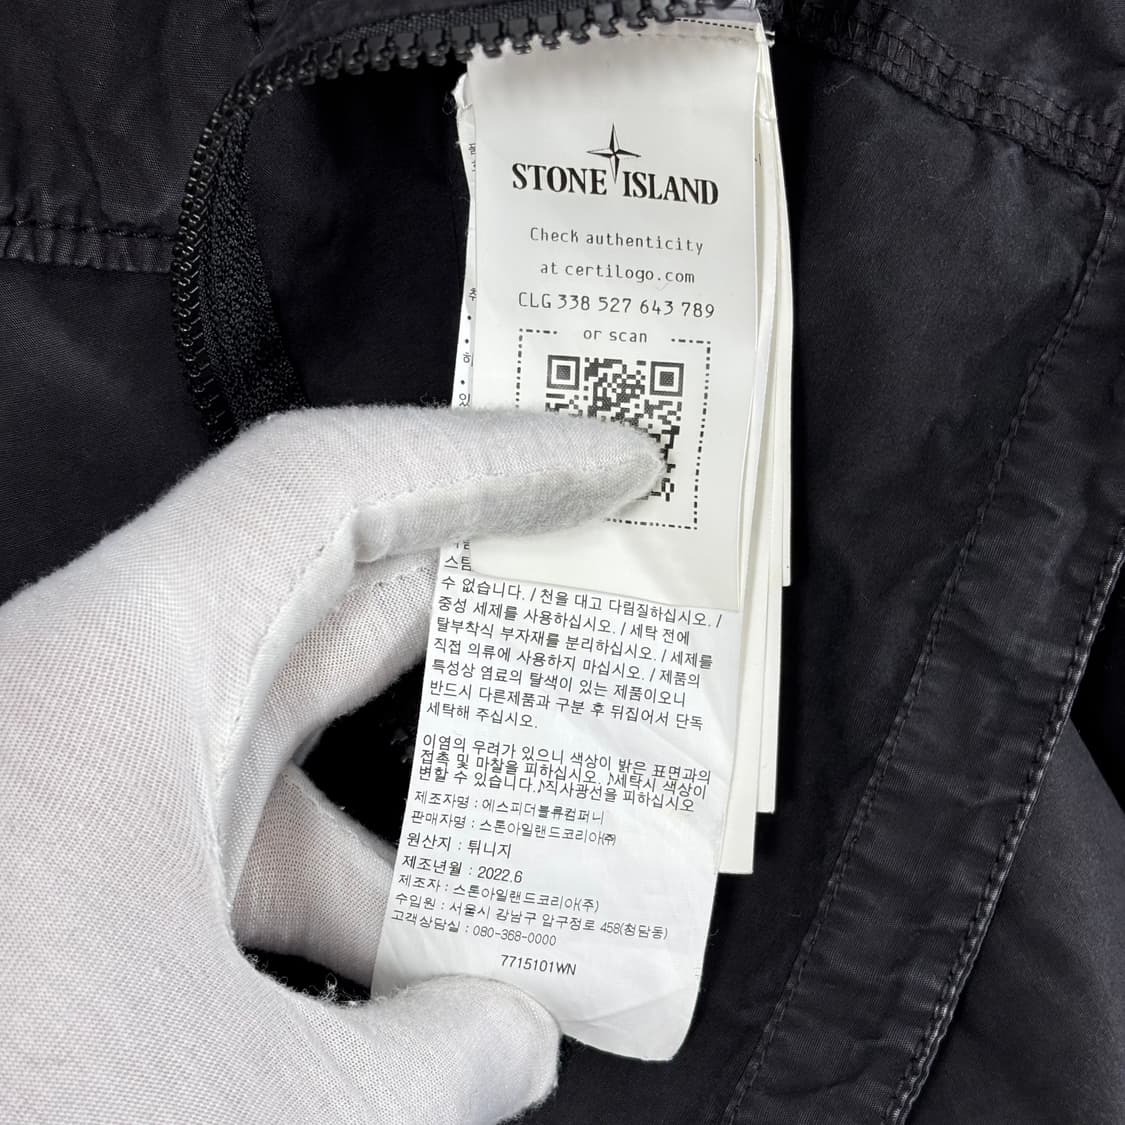 STONE ISLAND
Check authenticity
at certilogo.com
CLG 338 527 643 789
or scan
수 없습니다. / 천을 대고 다림질하십시오. /
중성 세제를 사용하십시오. / 세탁 전에
탈부착식 부자재를 분리하십시오. / 세제를
직접 의류에 사용하지 마십시오. / 제품의
특성상 염료의 탈색이 있는 제품이오니
반드시 다른제품과 구분 후 뒤집어서 단독
세탁해 주십시오.
이염의 우려가 있으니 색상이 밝은 표면과의
접촉 및 마찰을 피하십시오.♪세탁시 색상이
변할 수 있습니다.♪직사광선을 피하십시오
제조자명 : 에스피더블류컴퍼니
판매자명 : 스톤아일랜드코리아㈜
원산지 : 튀니지
제조년월 : 2022.6
제조자 : 스톤아일랜드코리아(주)
수입원 : 서울시 강남구 압구정로 458(청담동)
고객상담실 : 080-368-0000
7715101WN